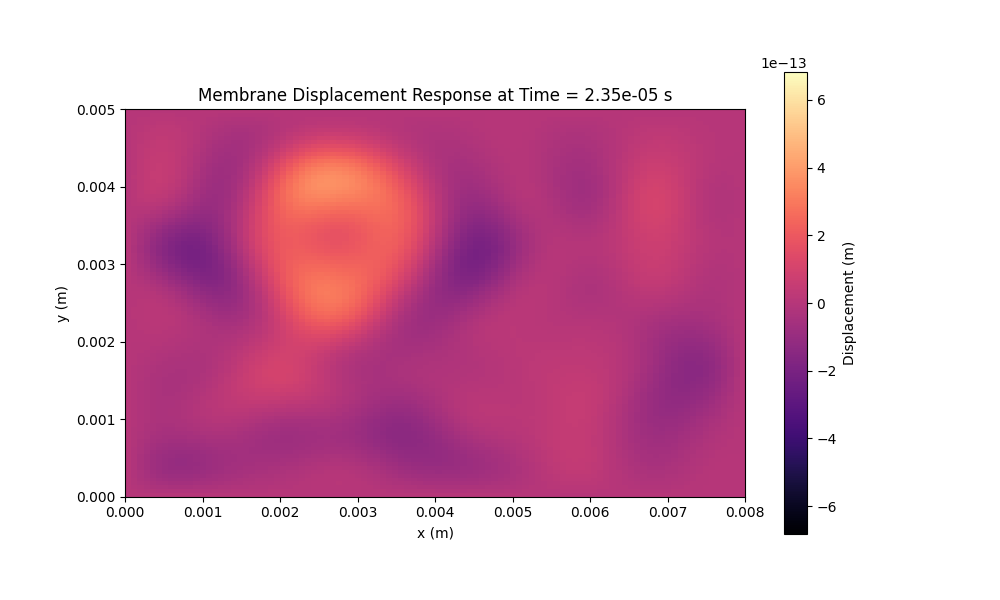 1e−13
Membrane Displacement Response at Time = 2.35e-05 s
0.005
0.004
0.003
0.002
0.001
0.000
y (m)
0.000 0.001 0.002 0.003 0.004 0.005 0.006 0.007 0.008
x (m)
6
4
2
0
−2
−4
−6
Displacement (m)